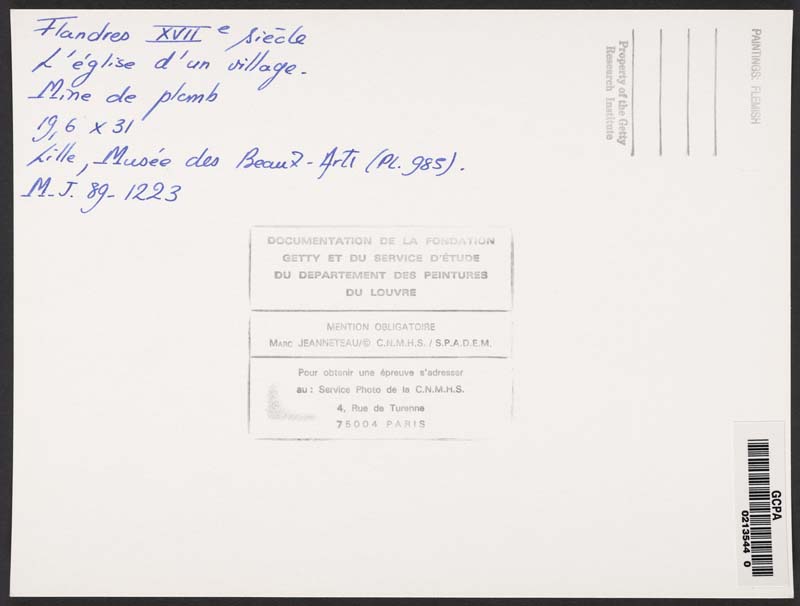 Flandres XVII e siècle
L'église d'un village.
Mine de plomb
19,6 x 31
Lille, Musée des Beaux-Arts (Pl. 985).
M.J. 89-1223
Property of the Getty
Research Institute
PAINTINGS: FLEMISH
DOCUMENTATION DE LA FONDATION
GETTY ET DU SERVICE D'ÉTUDE
DU DEPARTEMENT DES PEINTURES
DU LOUVRE
MENTION OBLIGATOIRE
MARC JEANNETEAU/© C.N.M.H.S. / S.P.A.D.E.M.
Pour obtenir une épreuve s'adresser
au : Service Photo de la C.N.M.H.S.
4, Rue de Turenne
75004 PARIS
GCPA
0213544 0